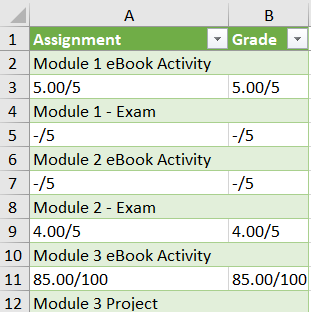 A B
1 Assignment Grade
2 Module 1 eBook Activity
3 5.00/5 5.00/5
4 Module 1 - Exam
5 -/5 -/5
6 Module 2 eBook Activity
7 -/5 -/5
8 Module 2 - Exam
9 4.00/5 4.00/5
10 Module 3 eBook Activity
11 85.00/100 85.00/100
12 Module 3 Project